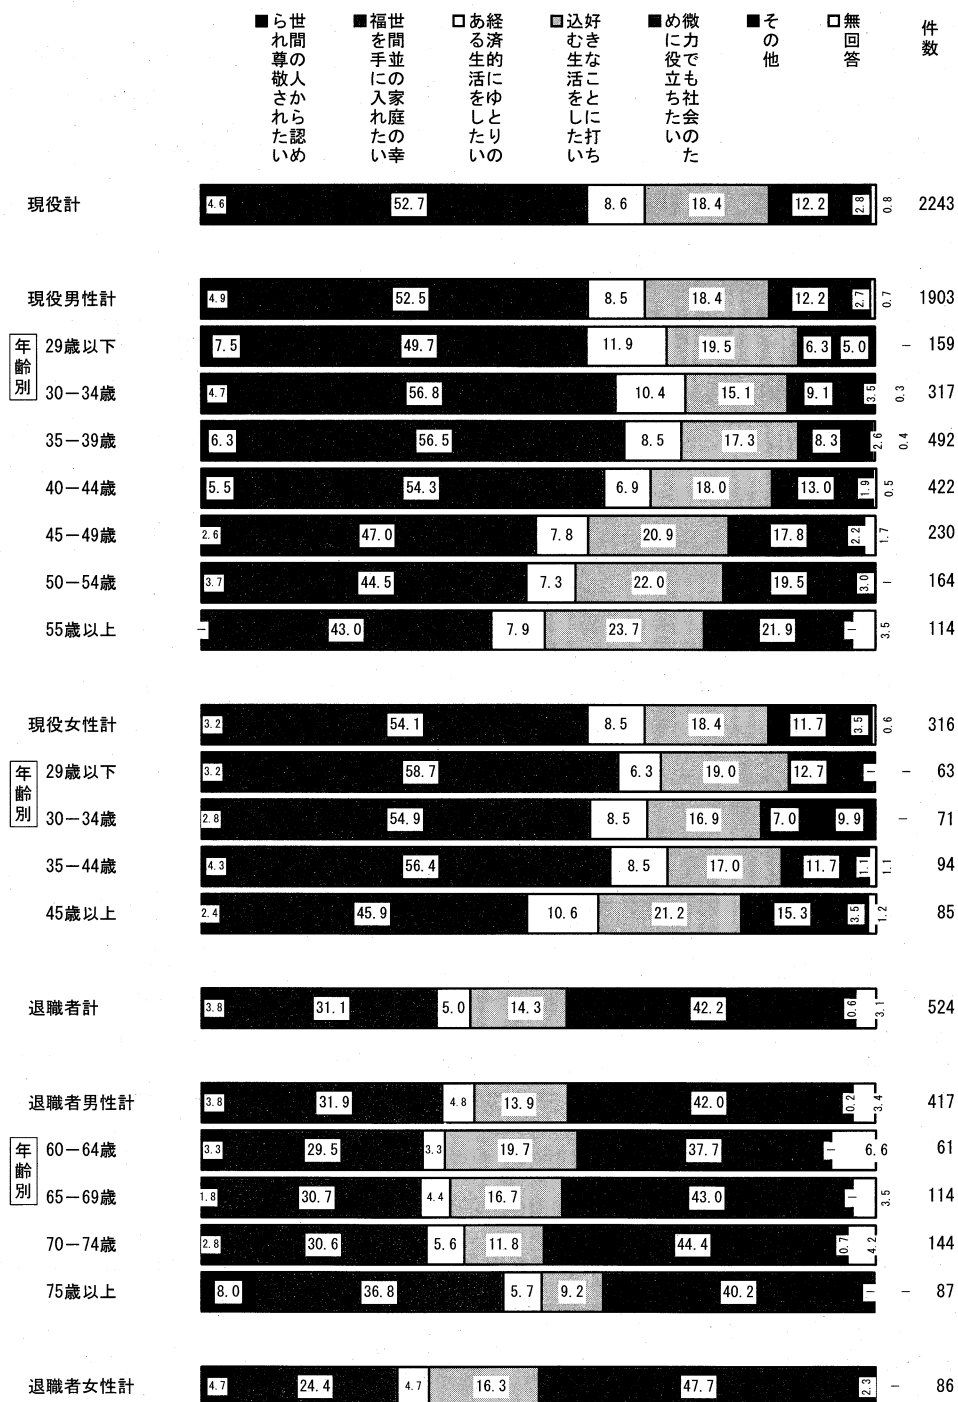 ■世間の人から認め
られ尊敬されたい
■世間並の家庭の幸
福を手に入れたい
□経済的にゆとりの
ある生活をしたい
▩好きなことに打ち
込む生活をしたい
■微力でも社会のた
めに役立ちたい
■その他
□無回答
件数
現役計 4.6 52.7 8.6 18.4 12.2 2.8 0.8 2243
現役男性計 4.9 52.5 8.5 18.4 12.2 2.7 0.7 1903
年齢別
29歳以下 7.5 49.7 11.9 19.5 6.3 5.0 － 159
30－34歳 4.7 56.8 10.4 15.1 9.1 3.5 0.3 317
35－39歳 6.3 56.5 8.5 17.3 8.3 2.6 0.4 492
40－44歳 5.5 54.3 6.9 18.0 13.0 1.9 0.5 422
45－49歳 2.6 47.0 7.8 20.9 17.8 2.2 1.7 230
50－54歳 3.7 44.5 7.3 22.0 19.5 3.0 － 164
55歳以上 － 43.0 7.9 23.7 21.9 － 3.5 114
現役女性計 3.2 54.1 8.5 18.4 11.7 3.5 0.6 316
年齢別
29歳以下 3.2 58.7 6.3 19.0 12.7 － － 63
30－34歳 2.8 54.9 8.5 16.9 7.0 9.9 － 71
35－44歳 4.3 56.4 8.5 17.0 11.7 1.1 1.1 94
45歳以上 2.4 45.9 10.6 21.2 15.3 3.5 1.2 85
退職者計 3.8 31.1 5.0 14.3 42.2 0.6 3.1 524
退職者男性計 3.8 31.9 4.8 13.9 42.0 0.2 3.4 417
年齢別
60－64歳 3.3 29.5 3.3 19.7 37.7 － 6.6 61
65－69歳 1.8 30.7 4.4 16.7 43.0 － 3.5 114
70－74歳 2.8 30.6 5.6 11.8 44.4 0.7 4.2 144
75歳以上 8.0 36.8 5.7 9.2 40.2 － － 87
退職者女性計 4.7 24.4 4.7 16.3 47.7 2.3 － 86